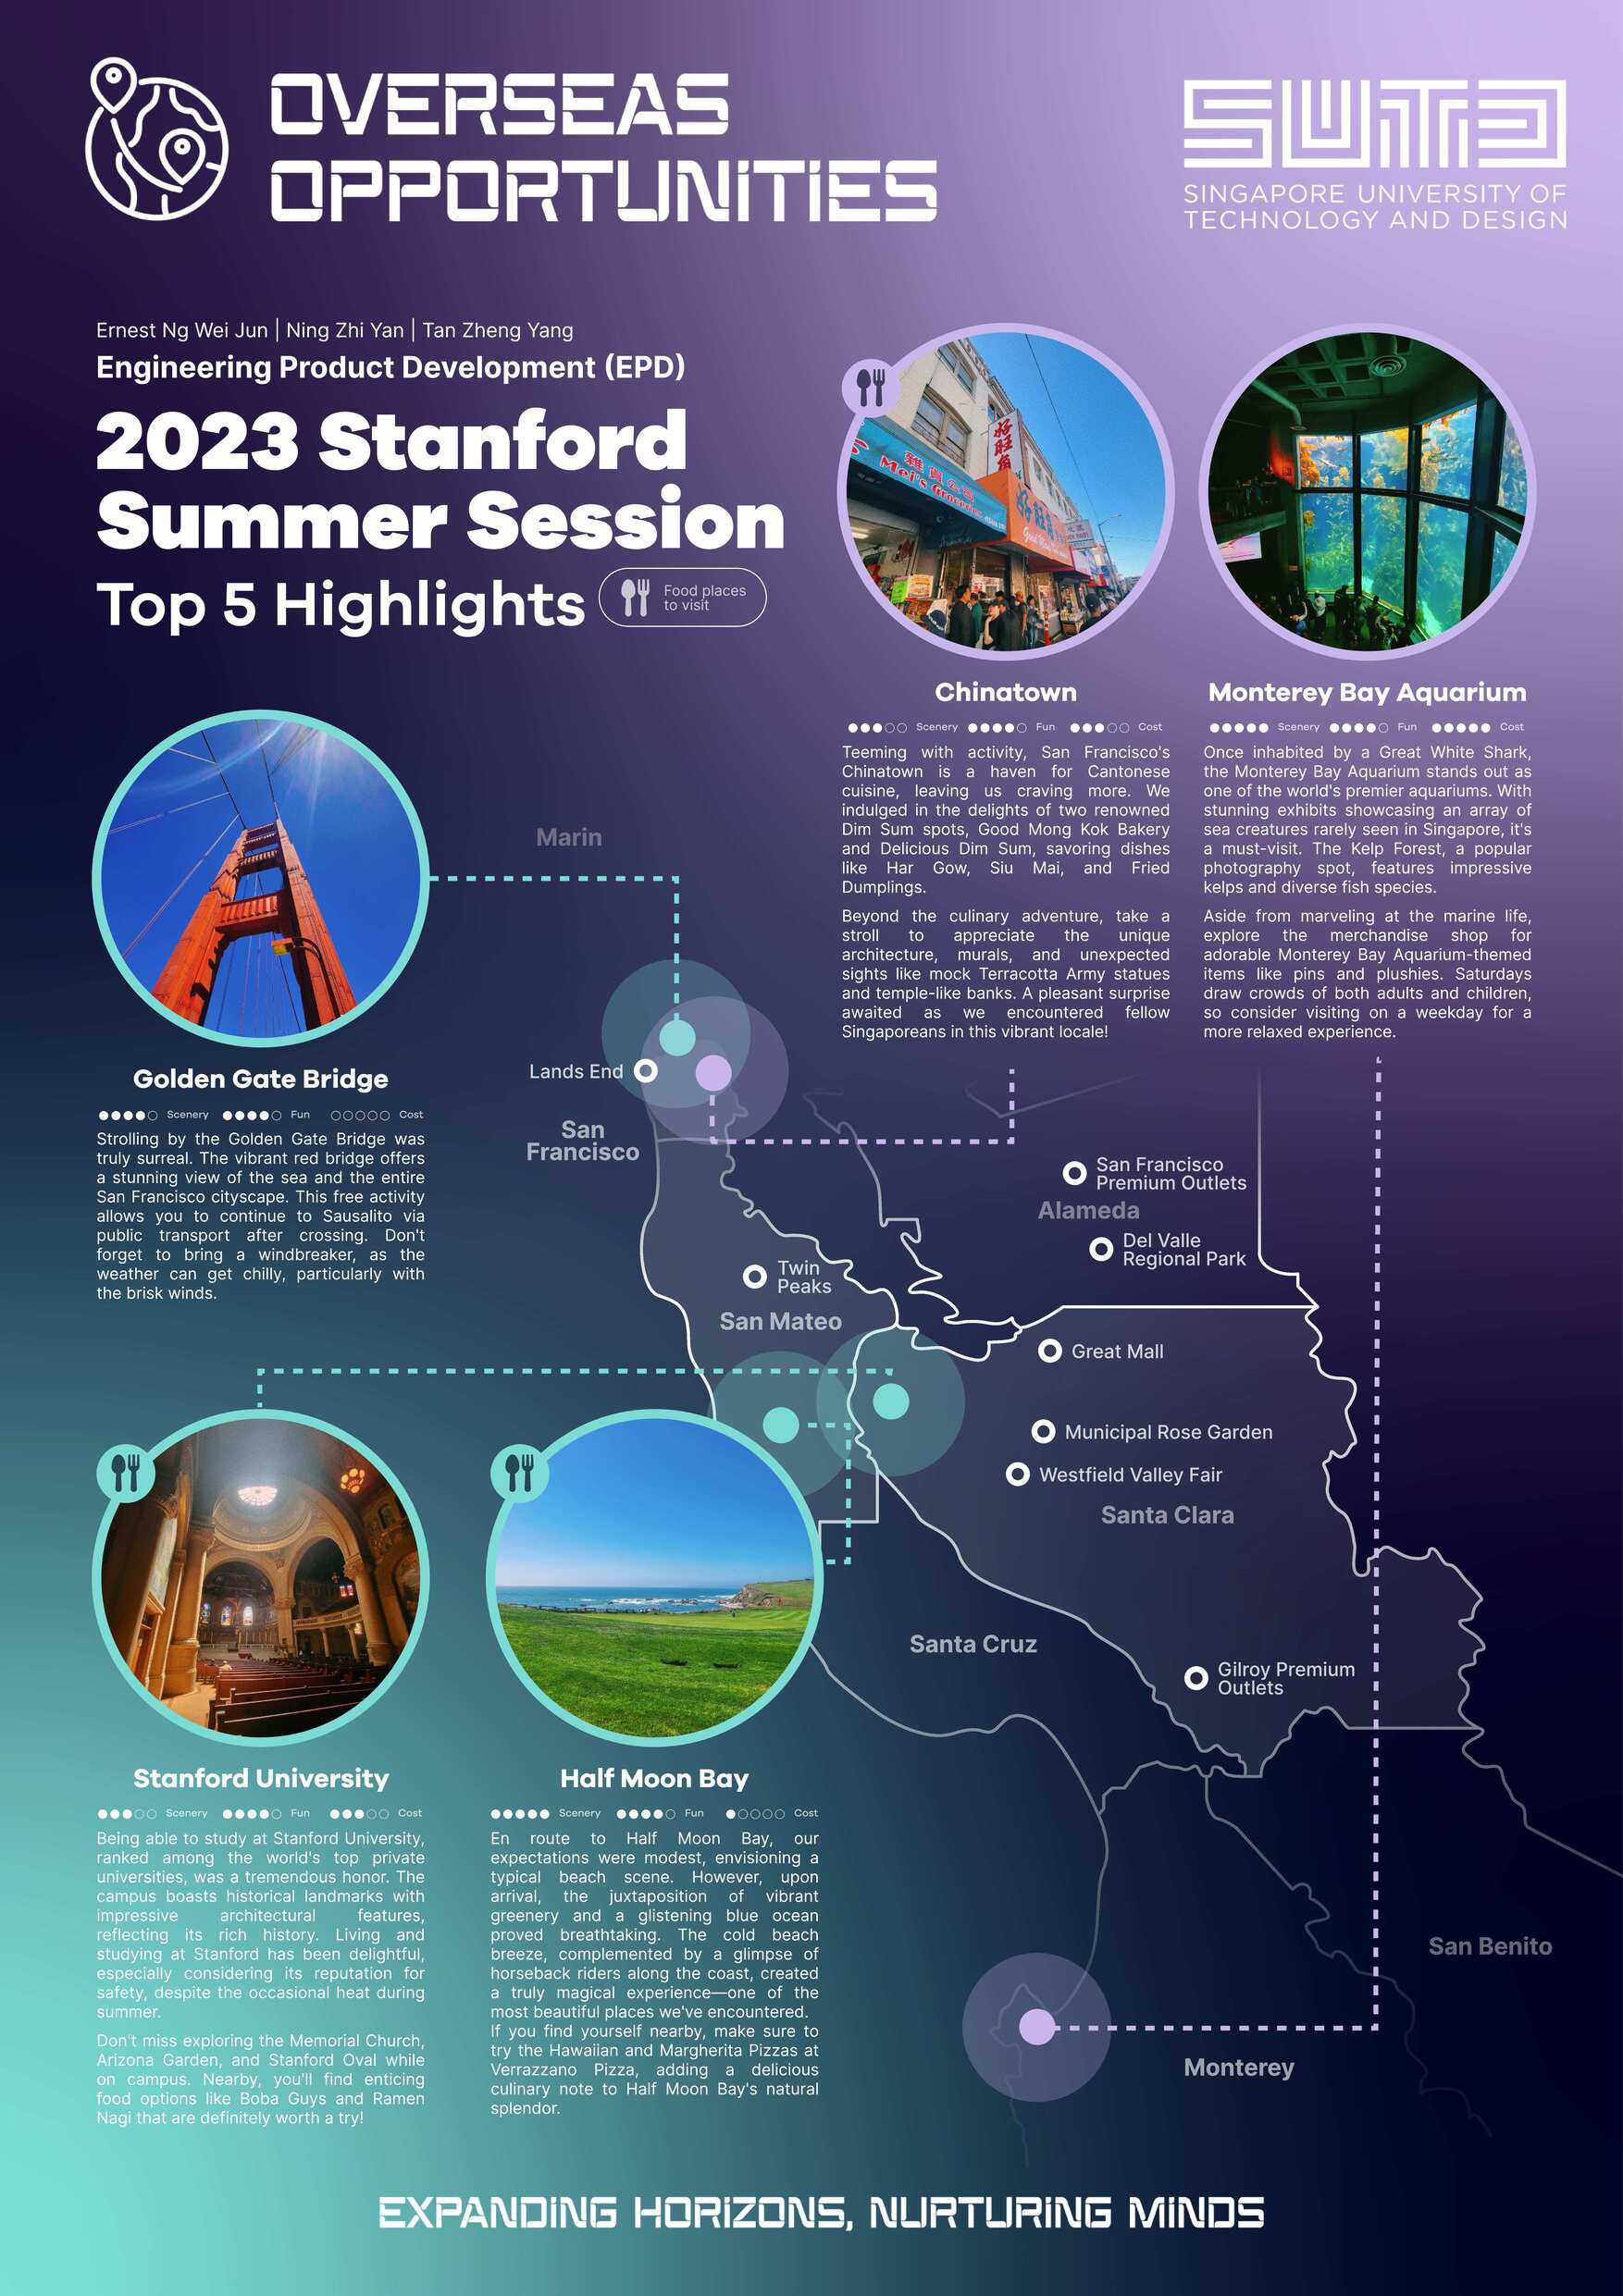 OVERSEAS
OPPORTUNITIES
SUTD
SINGAPORE UNIVERSITY OF
TECHNOLOGY AND DESIGN
Ernest Ng Wei Jun | Ning Zhi Yan | Tan Zheng Yang
Engineering Product Development (EPD)
2023 Stanford
Summer Session
Top 5 Highlights
Food places
to visit
雜貨公司
Mei's Groceries
好旺角
好旺角
Chinatown
Scenery Fun Cost
Teeming with activity, San Francisco's
Chinatown is a haven for Cantonese
cuisine, leaving us craving more. We
indulged in the delights of two renowned
Dim Sum spots, Good Mong Kok Bakery
and Delicious Dim Sum, savoring dishes
like Har Gow, Siu Mai, and Fried
Dumplings.
Beyond the culinary adventure, take a
stroll to appreciate the unique
architecture, murals, and unexpected
sights like mock Terracotta Army statues
and temple-like banks. A pleasant surprise
awaited as we encountered fellow
Singaporeans in this vibrant locale!
Monterey Bay Aquarium
Scenery Fun Cost
Once inhabited by a Great White Shark,
the Monterey Bay Aquarium stands out as
one of the world's premier aquariums. With
stunning exhibits showcasing an array of
sea creatures rarely seen in Singapore, it's
a must-visit. The Kelp Forest, a popular
photography spot, features impressive
kelps and diverse fish species.
Aside from marveling at the marine life,
explore the merchandise shop for
adorable Monterey Bay Aquarium-themed
items like pins and plushies. Saturdays
draw crowds of both adults and children,
so consider visiting on a weekday for a
more relaxed experience.
Golden Gate Bridge
Scenery Fun Cost
Strolling by the Golden Gate Bridge was
truly surreal. The vibrant red bridge offers
a stunning view of the sea and the entire
San Francisco cityscape. This free activity
allows you to continue to Sausalito via
public transport after crossing. Don't
forget to bring a windbreaker, as the
weather can get chilly, particularly with
the brisk winds.
Marin
Lands End
San
Francisco
San Francisco
Premium Outlets
Alameda
Del Valle
Regional Park
Twin
Peaks
San Mateo
Great Mall
Municipal Rose Garden
Westfield Valley Fair
Santa Clara
Santa Cruz
Gilroy Premium
Outlets
San Benito
Monterey
Stanford University
Scenery Fun Cost
Being able to study at Stanford University,
ranked among the world's top private
universities, was a tremendous honor. The
campus boasts historical landmarks with
impressive architectural features,
reflecting its rich history. Living and
studying at Stanford has been delightful,
especially considering its reputation for
safety, despite the occasional heat during
summer.
Don't miss exploring the Memorial Church,
Arizona Garden, and Stanford Oval while
on campus. Nearby, you'll find enticing
food options like Boba Guys and Ramen
Nagi that are definitely worth a try!
Half Moon Bay
Scenery Fun Cost
En route to Half Moon Bay, our
expectations were modest, envisioning a
typical beach scene. However, upon
arrival, the juxtaposition of vibrant
greenery and a glistening blue ocean
proved breathtaking. The cold beach
breeze, complemented by a glimpse of
horseback riders along the coast, created
a truly magical experience—one of the
most beautiful places we've encountered.
If you find yourself nearby, make sure to
try the Hawaiian and Margherita Pizzas at
Verrazzano Pizza, adding a delicious
culinary note to Half Moon Bay's natural
splendor.
EXPANDING HORIZONS, NURTURING MINDS